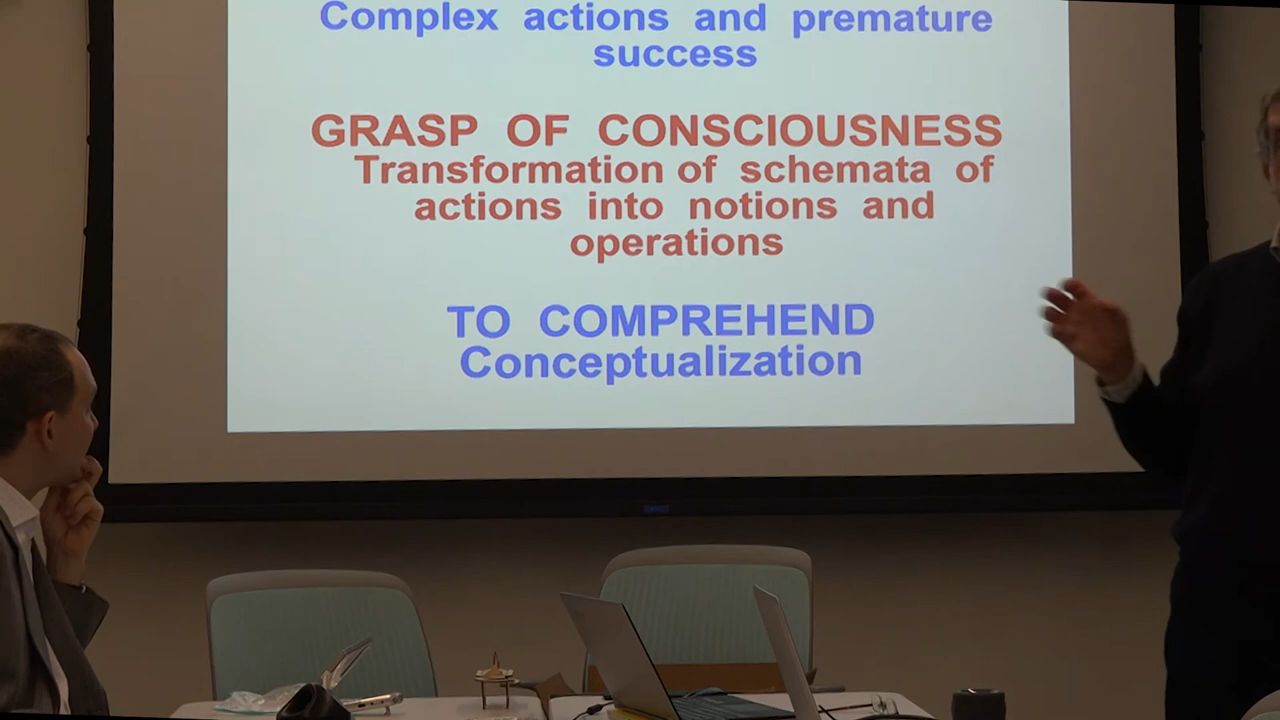 Complex actions and premature
success
GRASP OF CONSCIOUSNESS
Transformation of schemata of
actions into notions and
operations
TO COMPREHEND
Conceptualization